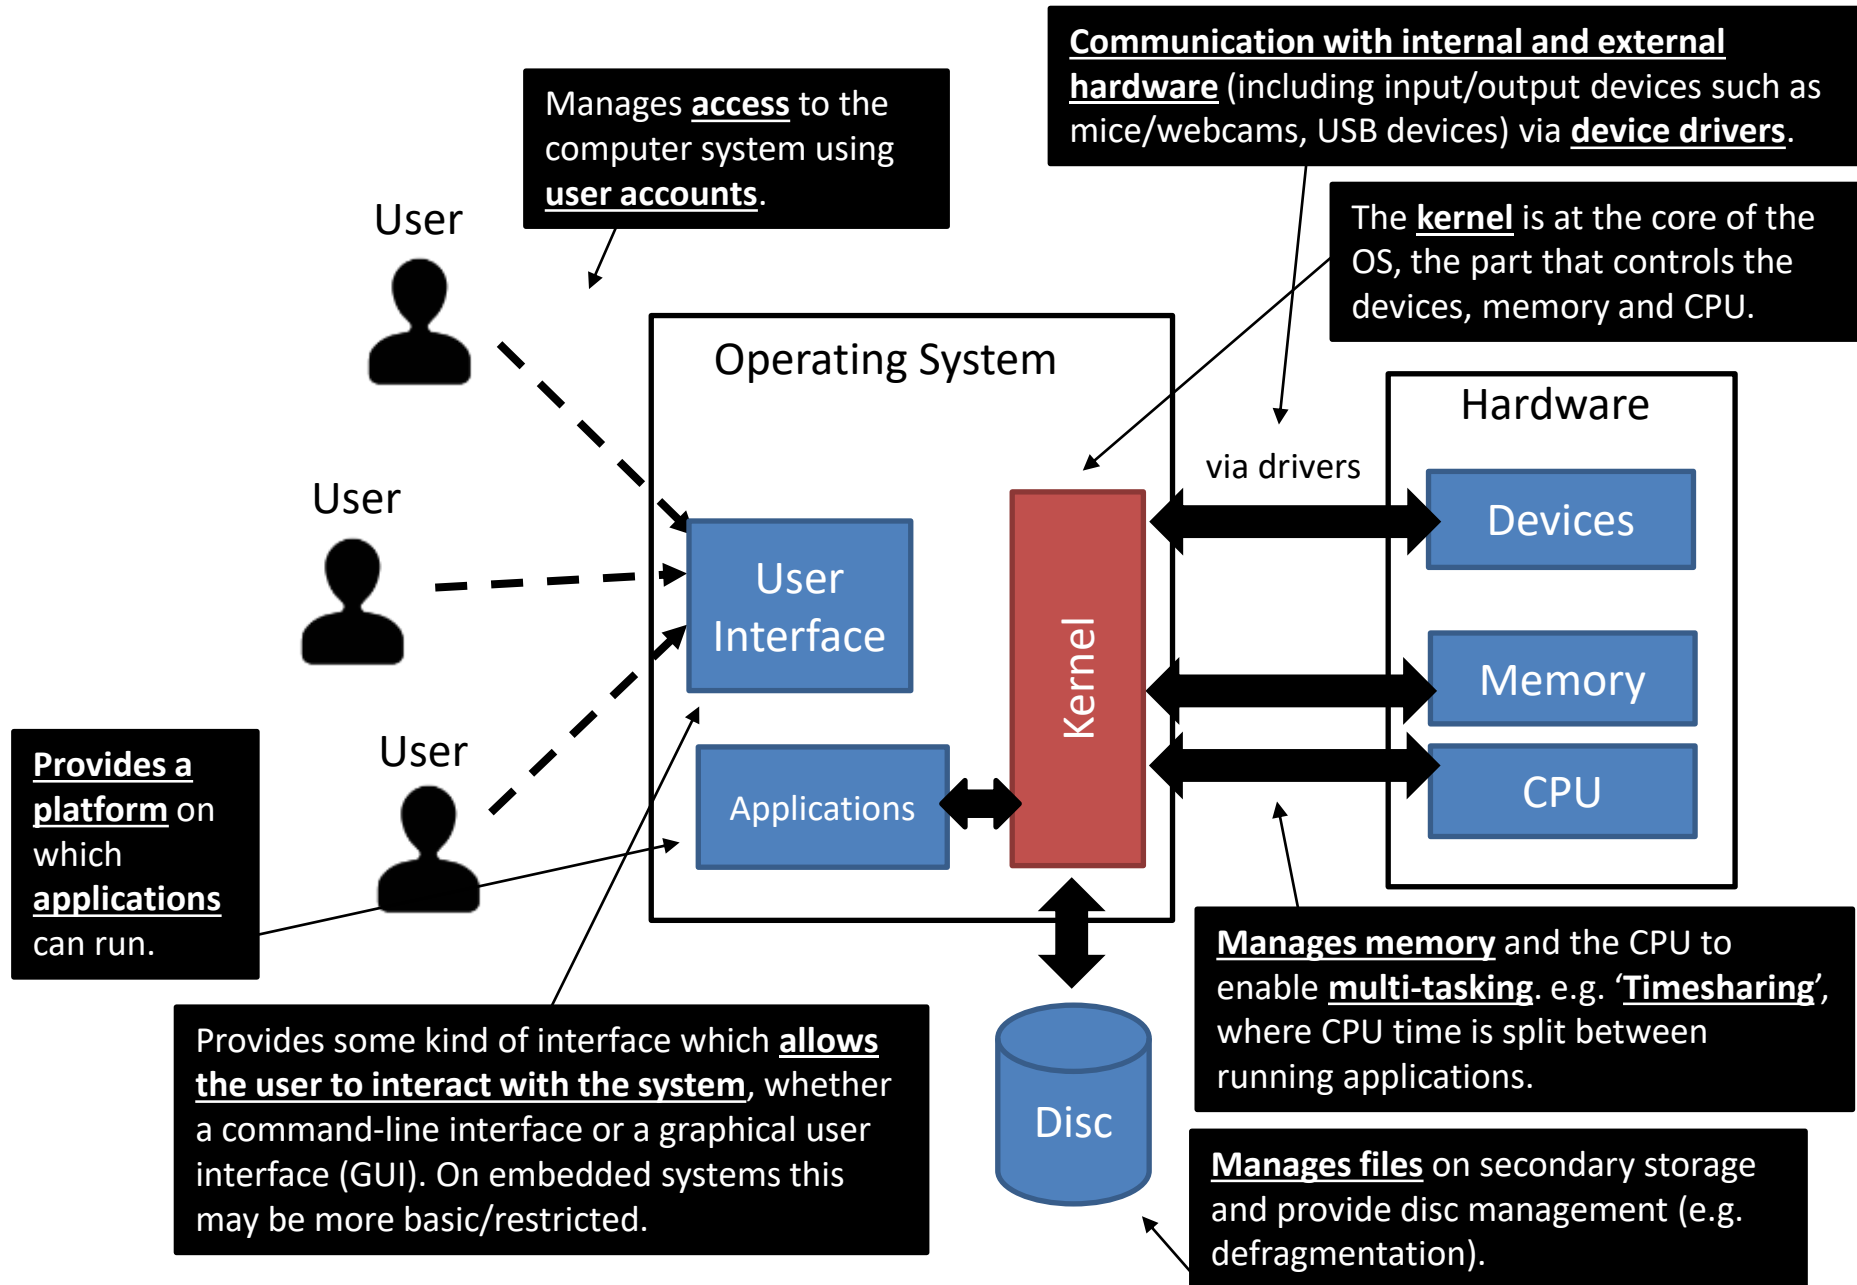 Communication with internal and external
hardware (including input/output devices such as
mice/webcams, USB devices) via device drivers.
Manages access to the
computer system using
user accounts.
The kernel is at the core of the
OS, the part that controls the
devices, memory and CPU.
User
Operating System
Hardware
via drivers
User
Devices
User
Interface
Kernel
Memory
User
CPU
Applications
Provides a
platform on
which
applications
can run.
Manages memory and the CPU to
enable multi-tasking. e.g. ‘Timesharing’,
where CPU time is split between
running applications.
Provides some kind of interface which allows
the user to interact with the system, whether
a command-line interface or a graphical user
interface (GUI). On embedded systems this
may be more basic/restricted.
Disc
Manages files on secondary storage
and provide disc management (e.g.
defragmentation).